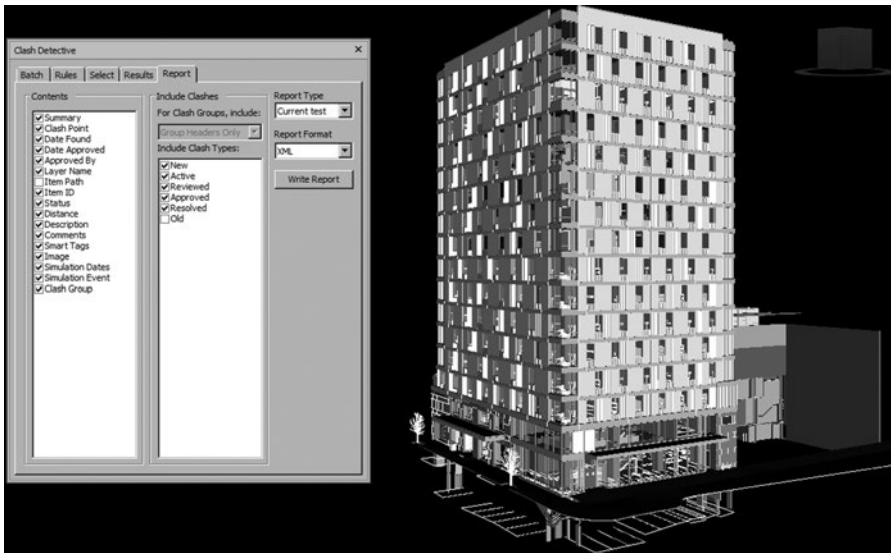 Clash Detective
Batch Rules Select Results Report
Contents
Summary
Clash Point
Date Found
Date Approved
Approved By
Layer Name
Item Path
Item ID
Status
Distance
Description
Comments
Smart Tags
Image
Simulation Dates
Simulation Event
Clash Group
Include Clashes
For Clash Groups, include:
Group Headers Only
Include Clash Types:
New
Active
Reviewed
Approved
Resolved
Old
Report Type
Current test
Report Format
XML
Write Report